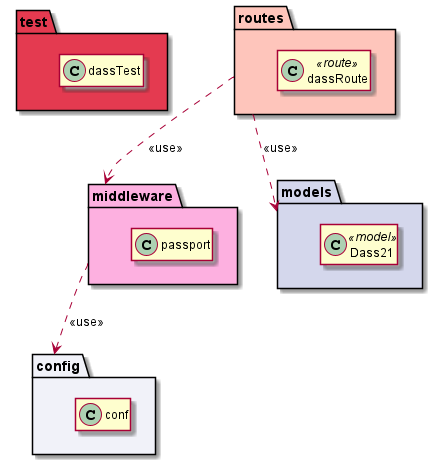 test
C dassTest
routes
C «route»
dassRoute
«use»
«use»
middleware
C passport
models
C «model»
Dass21
«use»
config
C conf